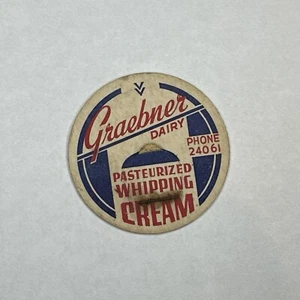 Graebner
DAIRY
PHONE
24061
PASTEURIZED
WHIPPING
CREAM